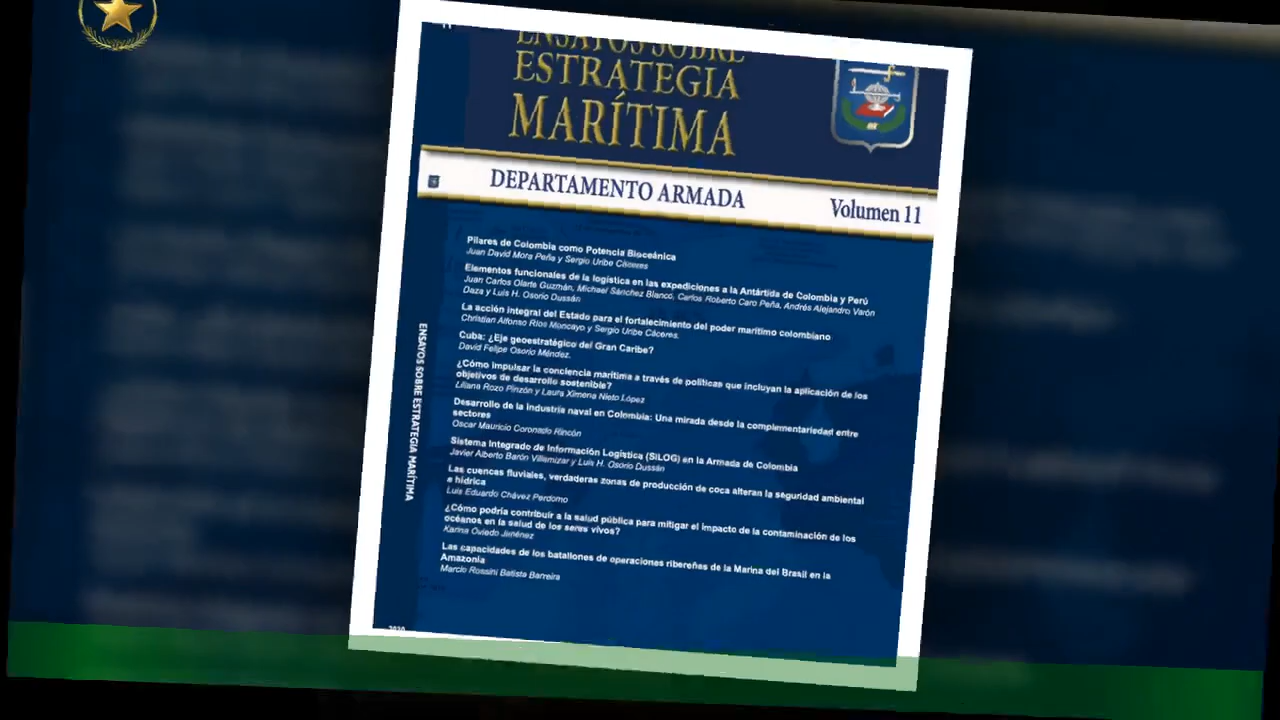 ENSAYOS SOBRE
ESTRATEGIA
MARÍTIMA
DEPARTAMENTO ARMADA
Volumen 11
Pilares de Colombia como Potencia Bioceánica
Juan David Mora Peña y Sergio Uribe Cáceres
Elementos funcionales de la logística en las expediciones a la Antártida de Colombia y Perú
Juan Carlos Olarte Guzmán, Michael Sánchez Blanco, Carlos Roberto Caro Peña, Andrés Alejandro Varón
Daza y Luis H. Osorio Dussán
La acción integral del Estado para el fortalecimiento del poder marítimo colombiano
Christian Alfonso Ríos Moncayo y Sergio Uribe Cáceres.
Cuba: ¿Eje geoestratégico del Gran Caribe?
David Felipe Osorio Méndez.
¿Cómo impulsar la conciencia marítima a través de políticas que incluyan la aplicación de los
objetivos de desarrollo sostenible?
Liliana Rozo Pinzón y Laura Ximena Nieto López
Desarrollo de la industria naval en Colombia: Una mirada desde la complementariedad entre
sectores
Oscar Mauricio Coronado Rincón
Sistema Integrado de Información Logística (SILOG) en la Armada de Colombia
Javier Alberto Barón Villamizar y Luis H. Osorio Dussán
Las cuencas fluviales, verdaderas zonas de producción de coca alteran la seguridad ambiental
e hídrica
Luis Eduardo Chávez Perdomo
¿Cómo podría contribuir a la salud pública para mitigar el impacto de la contaminación de los
océanos en la salud de los seres vivos?
Karina Oviedo Jiménez
Las capacidades de los batallones de operaciones ribereñas de la Marina del Brasil en la
Amazonía
Marcio Rossini Batista Barreira
ENSAYOS SOBRE ESTRATEGIA MARÍTIMA